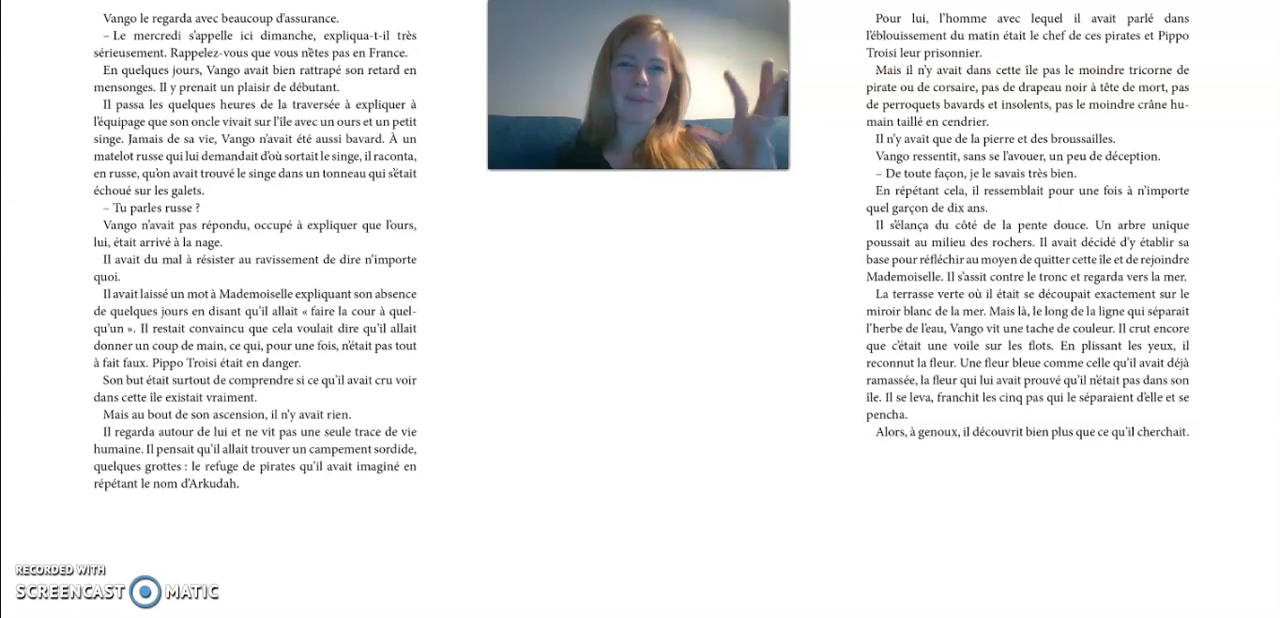 Vango le regarda avec beaucoup d'assurance.
– Le mercredi s'appelle ici dimanche, expliqua-t-il très
sérieusement. Rappelez-vous que vous n'êtes pas en France.
En quelques jours, Vango avait bien rattrapé son retard en
mensonges. Il y prenait un plaisir de débutant.
Il passa les quelques heures de la traversée à expliquer à
l'équipage que son oncle vivait sur l'île avec un ours et un petit
singe. Jamais de sa vie, Vango n'avait été aussi bavard. À un
matelot russe qui lui demandait d'où sortait le singe, il raconta,
en russe, qu'on avait trouvé le singe dans un tonneau qui s'était
échoué sur les galets.
– Tu parles russe ?
Vango n'avait pas répondu, occupé à expliquer que l'ours,
lui, était arrivé à la nage.
Il avait du mal à résister au ravissement de dire n'importe
quoi.
Il avait laissé un mot à Mademoiselle expliquant son absence
de quelques jours en disant qu'il allait « faire la cour à quel-
qu'un ». Il restait convaincu que cela voulait dire qu'il allait
donner un coup de main, ce qui, pour une fois, n'était pas tout
à fait faux. Pippo Troisi était en danger.
Son but était surtout de comprendre si ce qu'il avait cru voir
dans cette île existait vraiment.
Mais au bout de son ascension, il n'y avait rien.
Il regarda autour de lui et ne vit pas une seule trace de vie
humaine. Il pensait qu'il allait trouver un campement sordide,
quelques grottes : le refuge de pirates qu'il avait imaginé en
répétant le nom d'Arkudah.
Pour lui, l'homme avec lequel il avait parlé dans
l'éblouissement du matin était le chef de ces pirates et Pippo
Troisi leur prisonnier.
Mais il n'y avait dans cette île pas le moindre tricorne de
pirate ou de corsaire, pas de drapeau noir à tête de mort, pas
de perroquets bavards et insolents, pas le moindre crâne hu-
main taillé en cendrier.
Il n'y avait que de la pierre et des broussailles.
Vango ressentit, sans se l'avouer, un peu de déception.
– De toute façon, je le savais très bien.
En répétant cela, il ressemblait pour une fois à n'importe
quel garçon de dix ans.
Il s'élança du côté de la pente douce. Un arbre unique
poussait au milieu des rochers. Il avait décidé d'y établir sa
base pour réfléchir au moyen de quitter cette île et de rejoindre
Mademoiselle. Il s'assit contre le tronc et regarda vers la mer.
La terrasse verte où il était se découpait exactement sur le
miroir blanc de la mer. Mais là, le long de la ligne qui séparait
l'herbe de l'eau, Vango vit une tache de couleur. Il crut encore
que c'était une voile sur les flots. En plissant les yeux, il
reconnut la fleur. Une fleur bleue comme celle qu'il avait déjà
ramassée, la fleur qui lui avait prouvé qu'il n'était pas dans son
île. Il se leva, franchit les cinq pas qui le séparaient d'elle et se
pencha.
Alors, à genoux, il découvrit bien plus que ce qu'il cherchait.
RECORDED WITH
SCREENCAST MATIC